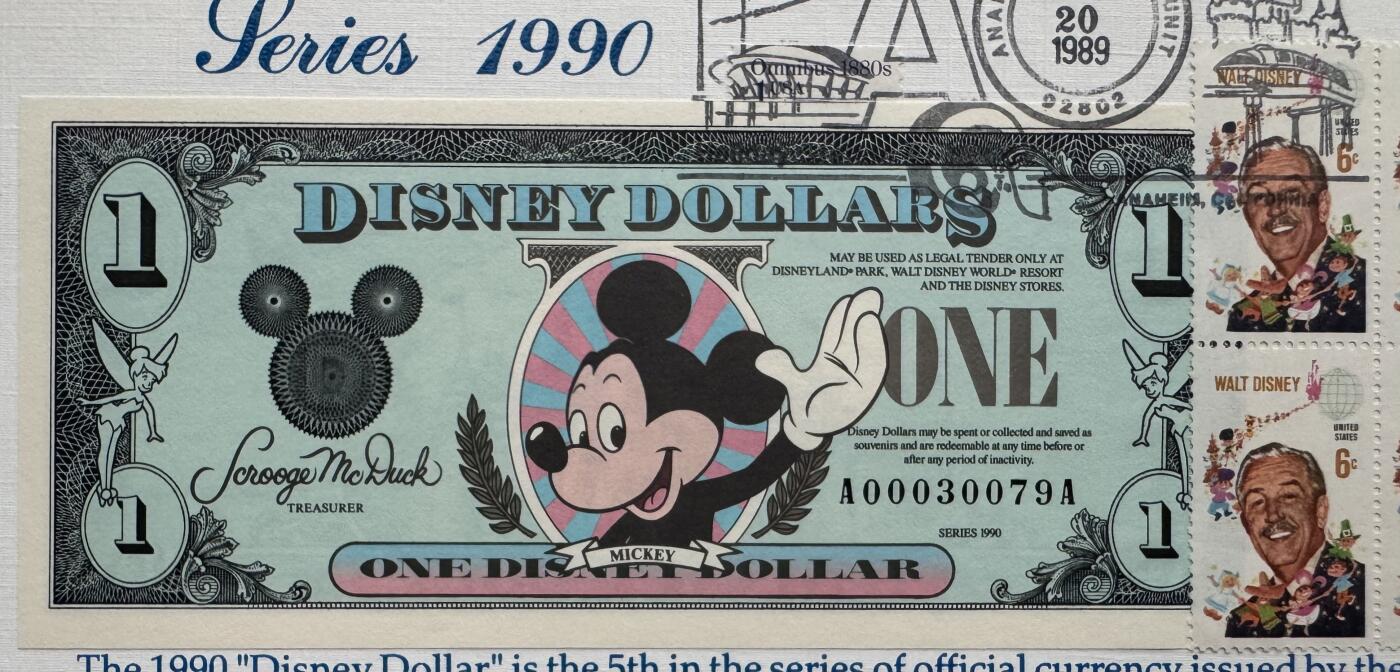 Series 1990
ANA
UNIT
20
1989
92802
Omnibus 1880s
USA
ANAHEIM, CALIFORNIA
1
DISNEY DOLLARS
1
MAY BE USED AS LEGAL TENDER ONLY AT
DISNEYLAND® PARK, WALT DISNEY WORLD® RESORT
AND THE DISNEY STORES.
ONE
Disney Dollars may be spent or collected and saved as
souvenirs and are redeemable at any time before or
after any period of inactivity.
A00030079A
SERIES 1990
Scrooge McDuck
TREASURER
1
MICKEY
ONE DISNEY DOLLAR
1
WALT DISNEY
UNITED
STATES
6c
WALT DISNEY
UNITED
STATES
6c
The 1990 "Disney Dollar" is the 5th in the series of official currency issued by the